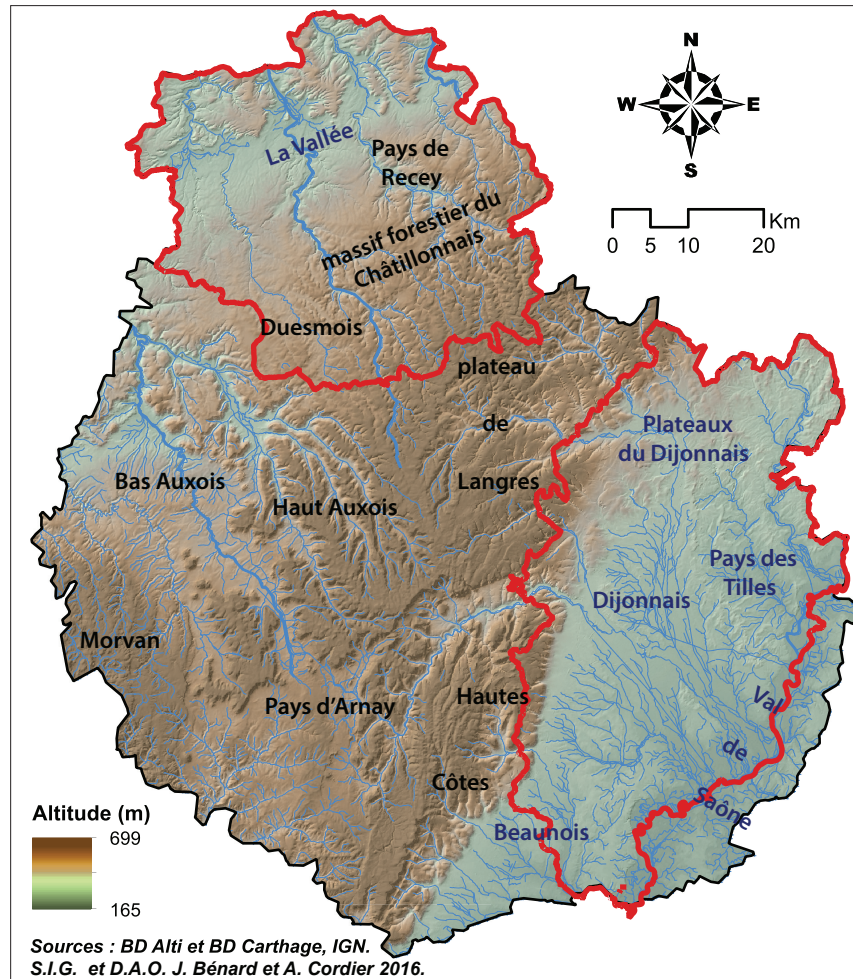 N
W
E
S
Km
0 5 10 20
La Vallée
Pays de
Recey
massif forestier du
Châtillonnais
Duesmois
plateau
de
Langres
Plateaux
du Dijonnais
Bas Auxois
Haut Auxois
Pays des
Tilles
Dijonnais
Morvan
Pays d'Arnay
Hautes
Côtes
Val
de
Saône
Beaunois
Altitude (m)
699
165
Sources : BD Alti et BD Carthage, IGN.
S.I.G. et D.A.O. J. Bénard et A. Cordier 2016.